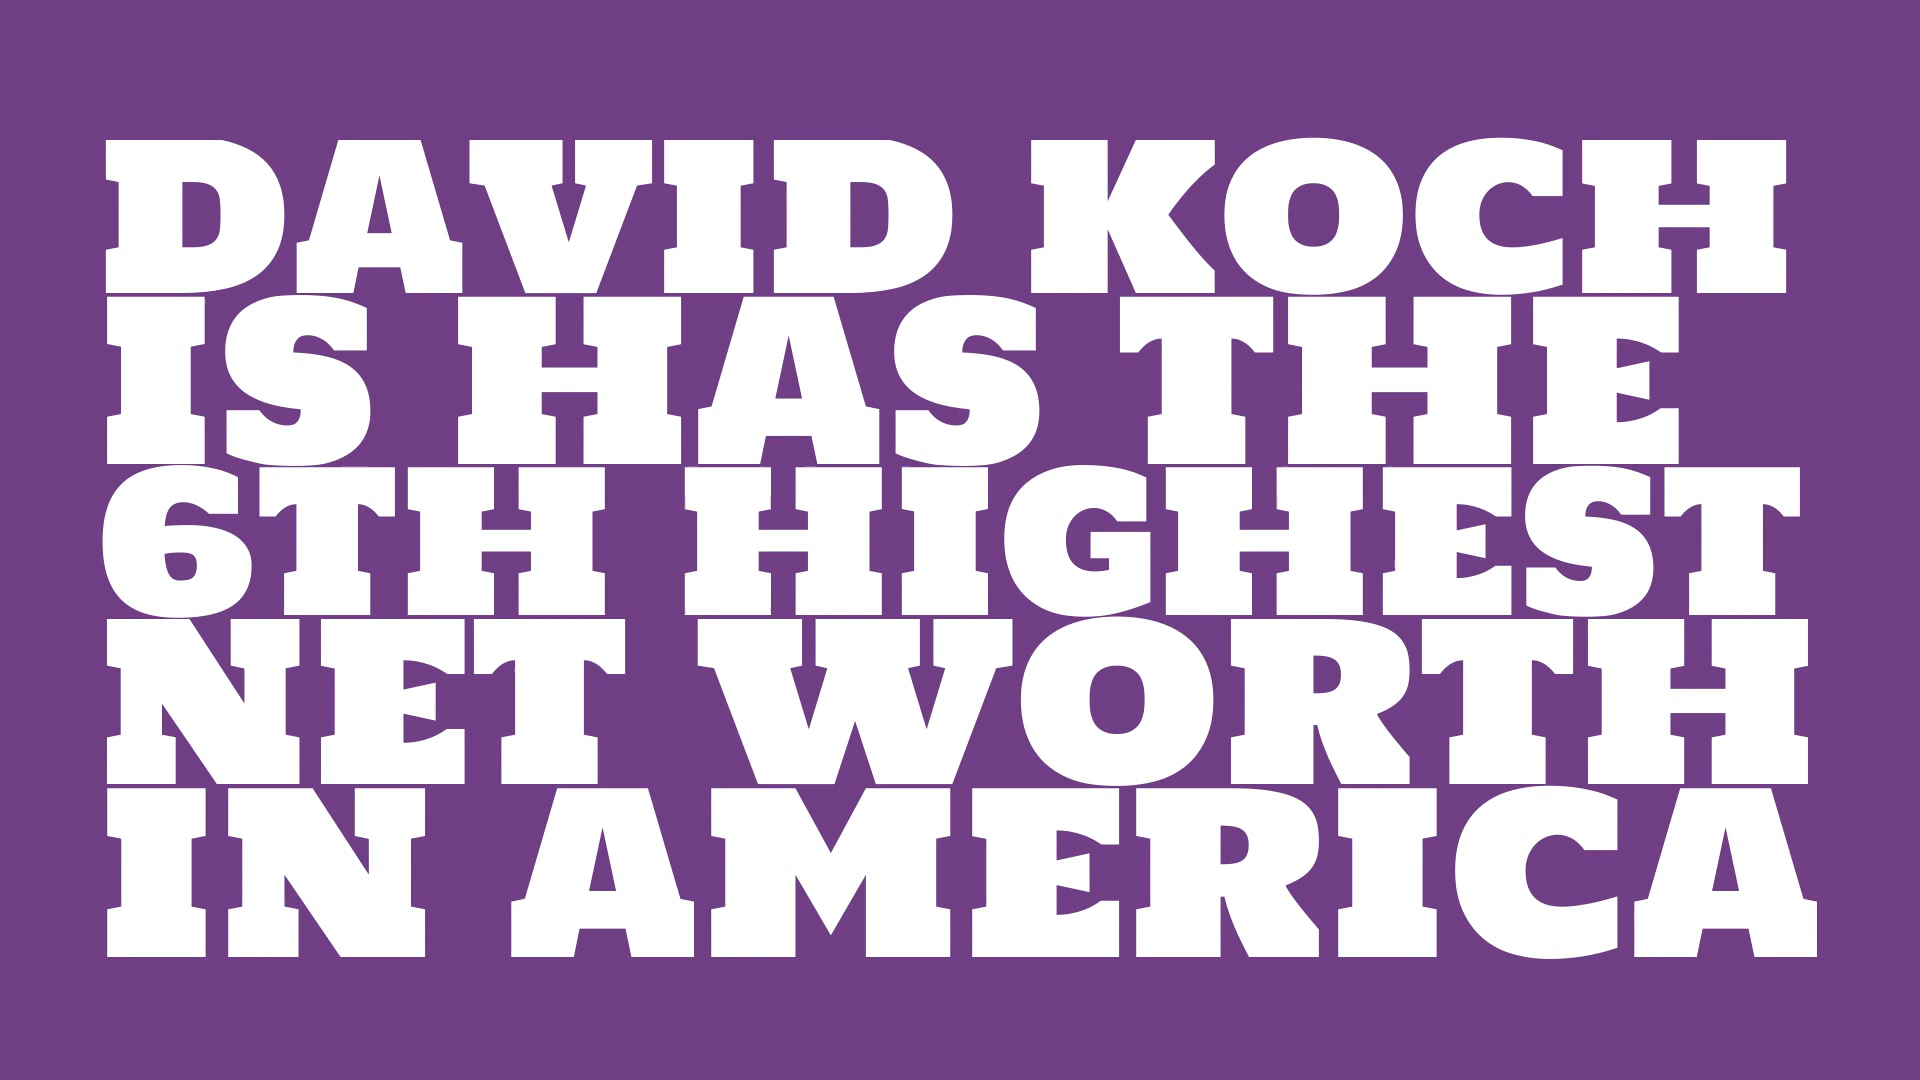 DAVID KOCH
IS HAS THE
6TH HIGHEST
NET WORTH
IN AMERICA